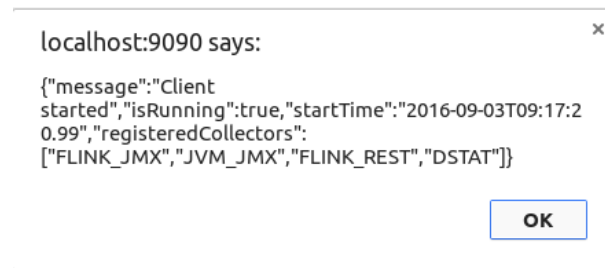 localhost:9090 says:
×
{"message":"Client
started","isRunning":true,"startTime":"2016-09-03T09:17:2
0.99","registeredCollectors":
["FLINK_JMX","JVM_JMX","FLINK_REST","DSTAT"]}
OK